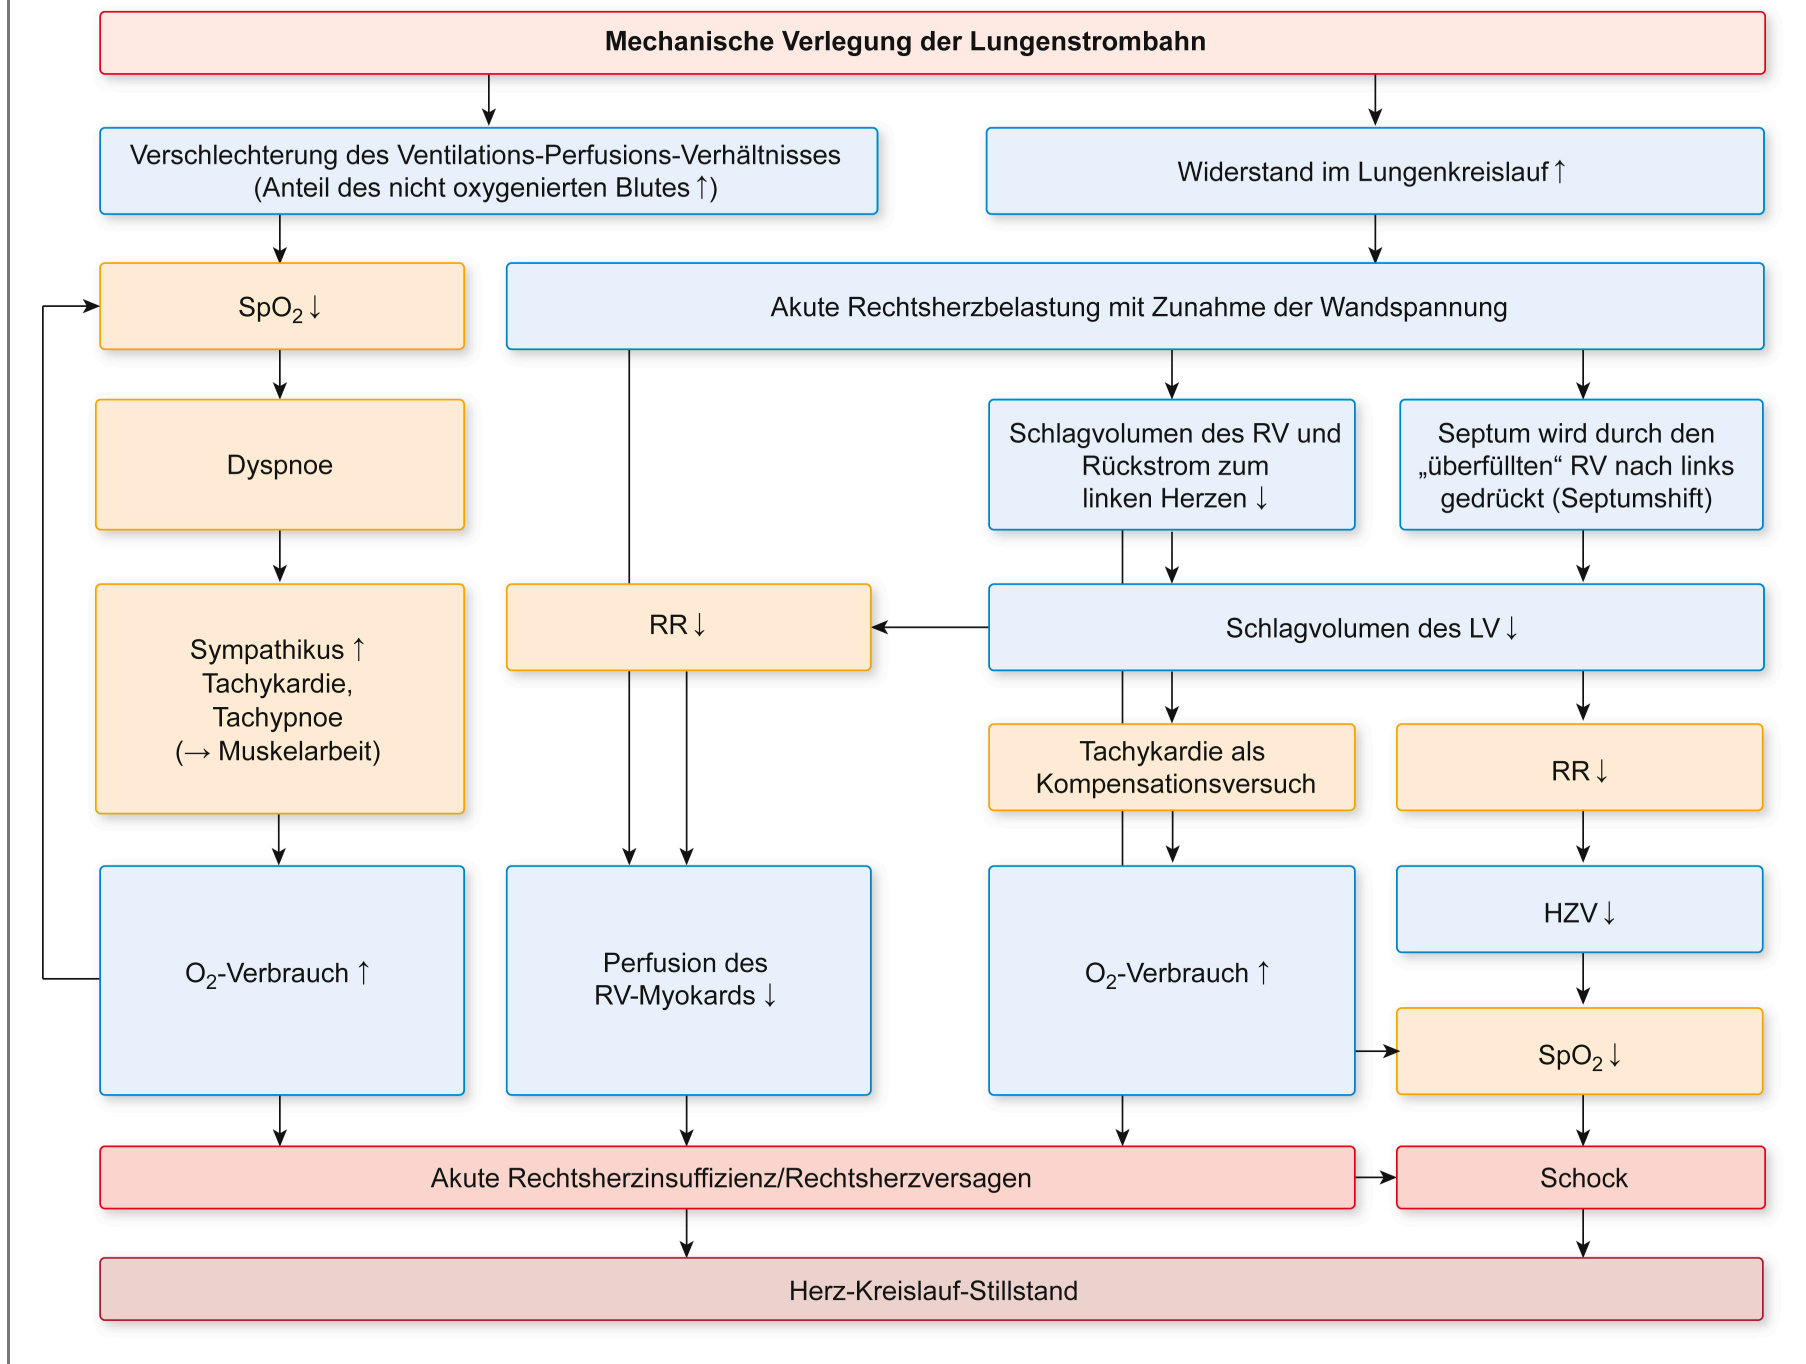 Mechanische Verlegung der Lungenstrombahn
Verschlechterung des Ventilations-Perfusions-Verhältnisses
(Anteil des nicht oxygenierten Blutes ↑)
Widerstand im Lungenkreislauf ↑
SpO₂ ↓
Akute Rechtsherzbelastung mit Zunahme der Wandspannung
Dyspnoe
Schlagvolumen des RV und
Rückstrom zum
linken Herzen ↓
Septum wird durch den
„überfüllten“ RV nach links
gedrückt (Septumshift)
Sympathikus ↑
Tachykardie,
Tachypnoe
(→ Muskelarbeit)
RR ↓
Schlagvolumen des LV ↓
Tachykardie als
Kompensationsversuch
RR ↓
O₂-Verbrauch ↑
Perfusion des
RV-Myokards ↓
O₂-Verbrauch ↑
HZV ↓
SpO₂ ↓
Akute Rechtsherzinsuffizienz/Rechtsherzversagen
Schock
Herz-Kreislauf-Stillstand